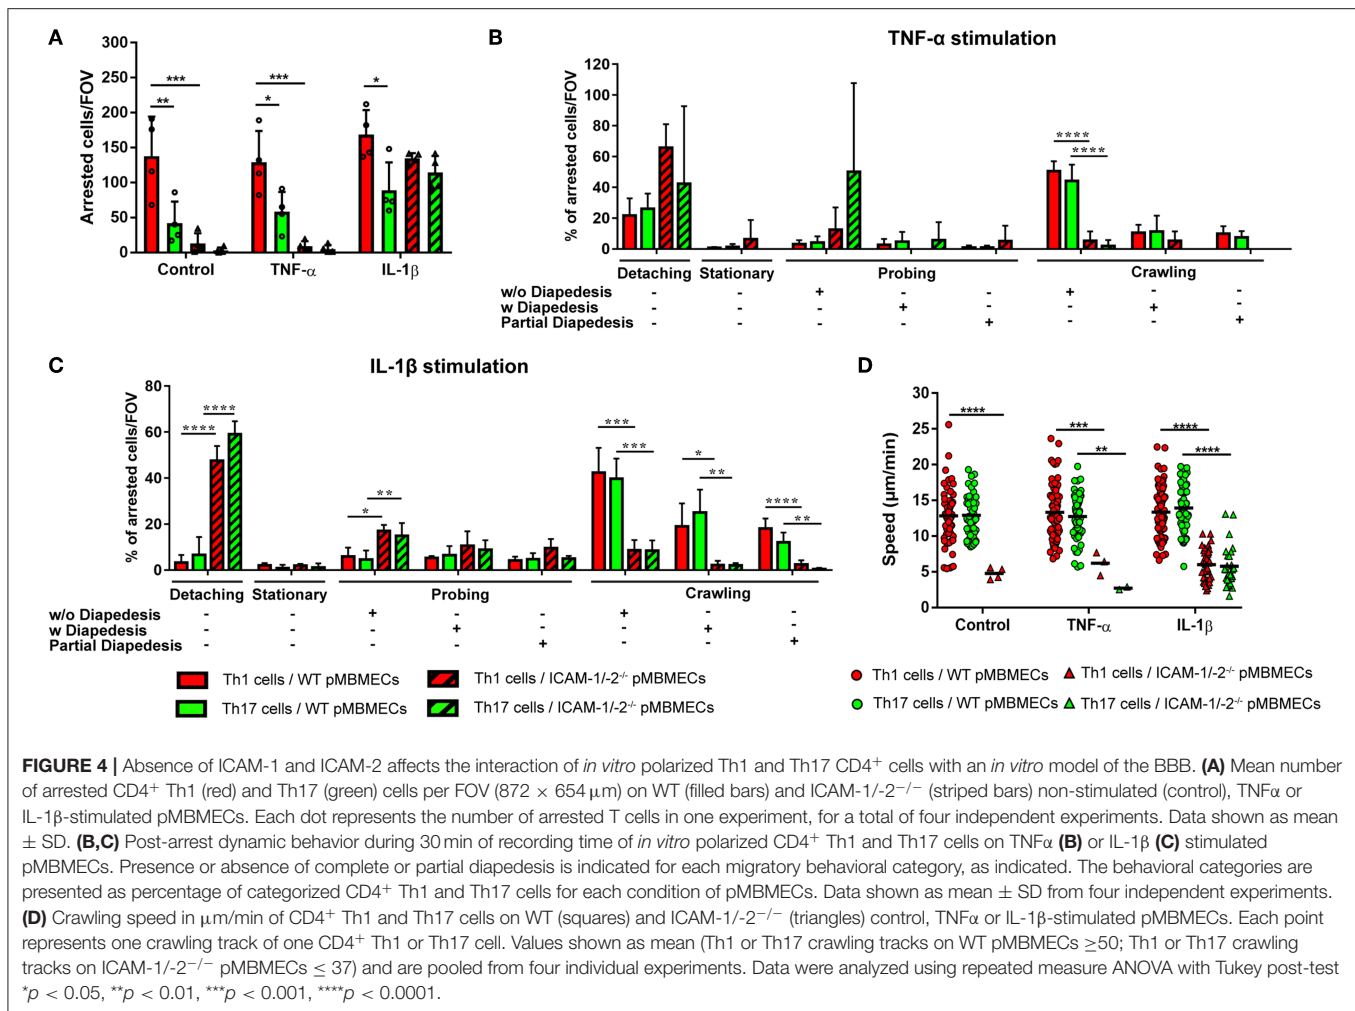 A
Arrested cells/FOV
300
250
200
150
100
50
0
***
**
***
*
*
Control TNF-α IL-1β
B
TNF-α stimulation
% of arrested cells/FOV
120
100
80
60
40
20
0
****
****
Detaching Stationary Probing Crawling
w/o Diapedesis - - + - - + - -
w Diapedesis - - - + - - + -
Partial Diapedesis - - - - + - - +
C
IL-1β stimulation
% of arrested cells/FOV
80
60
40
20
0
****
****
**
*
***
***
*
**
****
**
Detaching Stationary Probing Crawling
w/o Diapedesis - - + - - + - -
w Diapedesis - - - + - - + -
Partial Diapedesis - - - - + - - +
Th1 cells / WT pMBMECs Th1 cells / ICAM-1/-2-/- pMBMECs
Th17 cells / WT pMBMECs Th17 cells / ICAM-1/-2-/- pMBMECs
D
Speed (µm/min)
30
25
20
15
10
5
0
****
***
**
****
****
Control TNF-α IL-1β
Th1 cells / WT pMBMECs Th1 cells / ICAM-1/-2-/- pMBMECs
Th17 cells / WT pMBMECs Th17 cells / ICAM-1/-2-/- pMBMECs
FIGURE 4 | Absence of ICAM-1 and ICAM-2 affects the interaction of in vitro polarized Th1 and Th17 CD4+ cells with an in vitro model of the BBB. (A) Mean number
of arrested CD4+ Th1 (red) and Th17 (green) cells per FOV (872 × 654 µm) on WT (filled bars) and ICAM-1/-2−/− (striped bars) non-stimulated (control), TNFα or
IL-1β-stimulated pMBMECs. Each dot represents the number of arrested T cells in one experiment, for a total of four independent experiments. Data shown as mean
± SD. (B,C) Post-arrest dynamic behavior during 30 min of recording time of in vitro polarized CD4+ Th1 and Th17 cells on TNFα (B) or IL-1β (C) stimulated
pMBMECs. Presence or absence of complete or partial diapedesis is indicated for each migratory behavioral category, as indicated. The behavioral categories are
presented as percentage of categorized CD4+ Th1 and Th17 cells for each condition of pMBMECs. Data shown as mean ± SD from four independent experiments.
(D) Crawling speed in µm/min of CD4+ Th1 and Th17 cells on WT (squares) and ICAM-1/-2−/− (triangles) control, TNFα or IL-1β-stimulated pMBMECs. Each point
represents one crawling track of one CD4+ Th1 or Th17 cell. Values shown as mean (Th1 or Th17 crawling tracks on WT pMBMECs ≥50; Th1 or Th17 crawling
tracks on ICAM-1/-2−/− pMBMECs ≤ 37) and are pooled from four individual experiments. Data were analyzed using repeated measure ANOVA with Tukey post-test
*p < 0.05, **p < 0.01, ***p < 0.001, ****p < 0.0001.